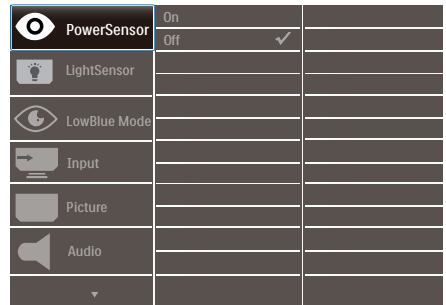 PowerSensor
On
Off
LightSensor
LowBlue Mode
Input
Picture
Audio